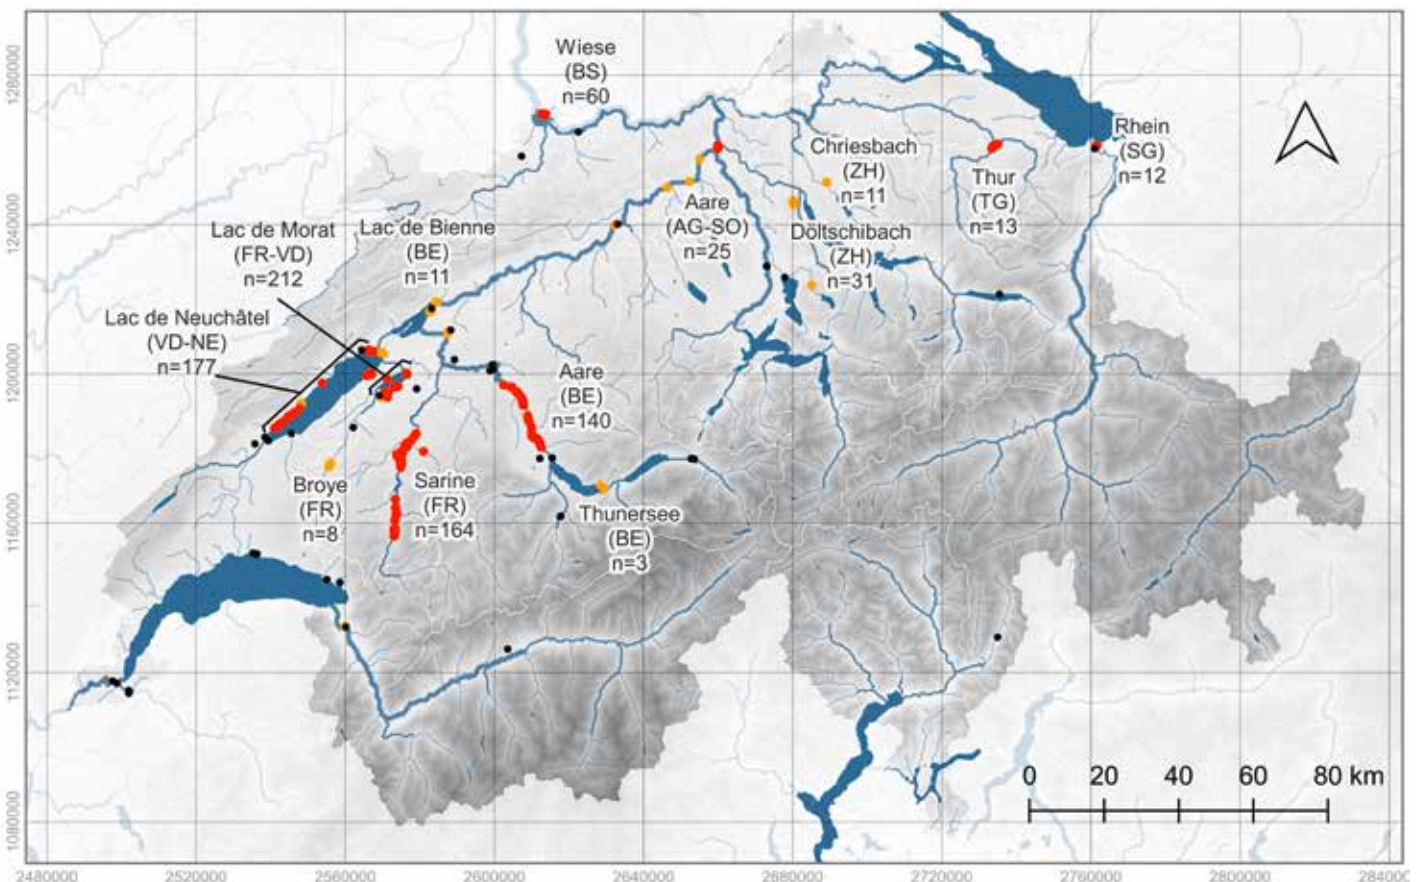 Wiese
(BS)
n=60
Chriesbach
(ZH)
n=11
Rhein
(SG)
n=12
Thur
(TG)
n=13
Aare
(AG-SO)
n=25
Döltschibach
(ZH)
n=31
Lac de Morat
(FR-VD)
n=212
Lac de Bienne
(BE)
n=11
Lac de Neuchâtel
(VD-NE)
n=177
Aare
(BE)
n=140
Broye
(FR)
n=8
Sarine
(FR)
n=164
Thunersee
(BE)
n=3
0 20 40 60 80 km
1280000
1240000
1200000
1160000
1120000
1080000
2480000 2520000 2560000 2600000 2640000 2680000 2720000 2760000 2800000 2840000